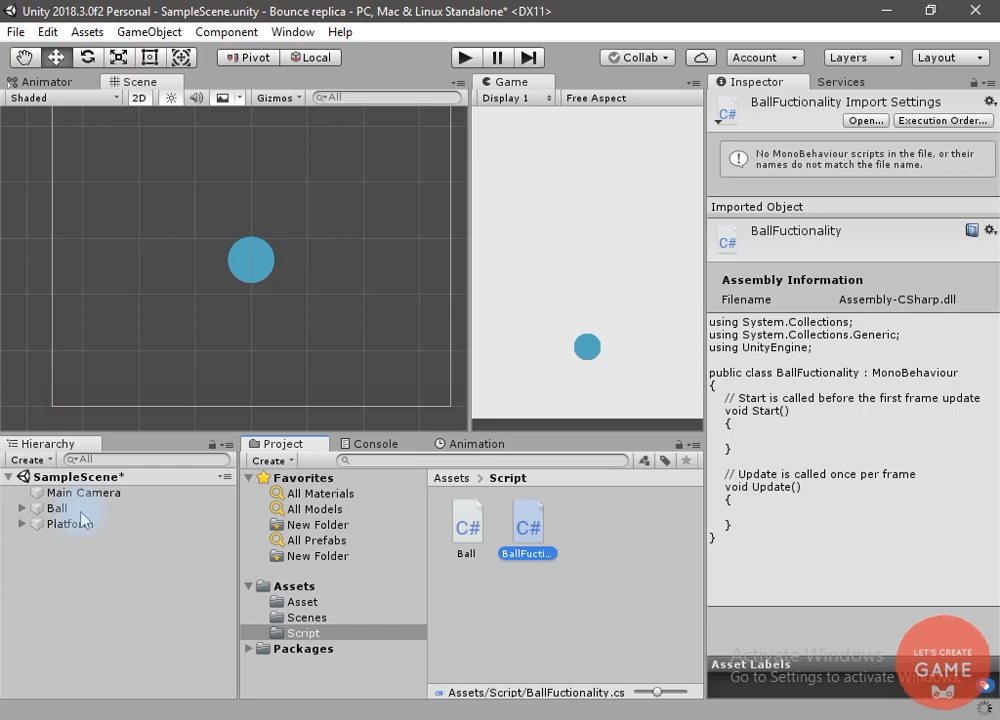 Unity 2018.3.0f2 Personal - SampleScene.unity - Bounce replica - PC, Mac & Linux Standalone* <DX11>
File Edit Assets GameObject Component Window Help
Pivot Local Collab Account Layers Layout
Animator Scene Game Inspector Services
Shaded 2D Gizmos All Display 1 Free Aspect
BallFuctionality Import Settings
C#
Open... Execution Order...
No MonoBehaviour scripts in the file, or their
names do not match the file name.
Imported Object
BallFuctionality
C#
Assembly Information
Filename Assembly-CSharp.dll
using System.Collections;
using System.Collections.Generic;
using UnityEngine;
public class BallFuctionality : MonoBehaviour
{
// Start is called before the first frame update
void Start()
{
}
// Update is called once per frame
void Update()
{
}
}
Hierarchy
Create All
SampleScene*
Main Camera
Ball
Platform
Project Console Animation
Create
Favorites
All Materials
All Models
New Folder
All Prefabs
New Folder
Assets
Asset
Scenes
Script
Packages
Assets > Script
C# C#
Ball BallFucti...
Assets/Script/BallFuctionality.cs
Asset Labels
Activate Windows
Go to Settings to activate Windows.
LET'S CREATE
GAME